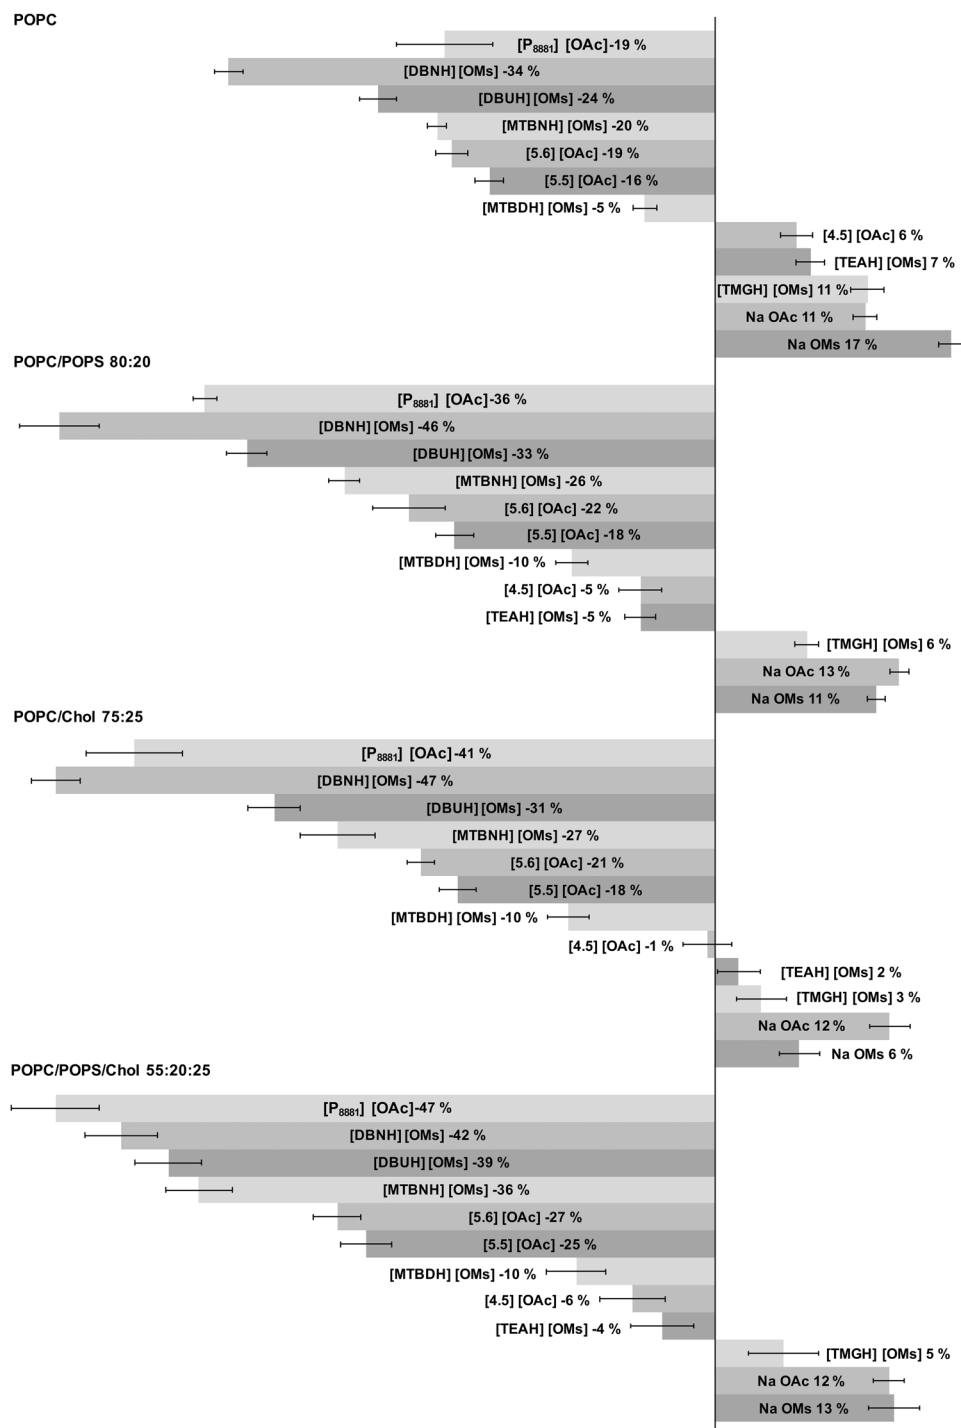 POPC
[P8881] [OAc]-19 %
[DBNH] [OMs] -34 %
[DBUH] [OMs] -24 %
[MTBNH] [OMs] -20 %
[5.6] [OAc] -19 %
[5.5] [OAc] -16 %
[MTBDH] [OMs] -5 %
[4.5] [OAc] 6 %
[TEAH] [OMs] 7 %
[TMGH] [OMs] 11 %
Na OAc 11 %
Na OMs 17 %
POPC/POPS 80:20
[P8881] [OAc]-36 %
[DBNH] [OMs] -46 %
[DBUH] [OMs] -33 %
[MTBNH] [OMs] -26 %
[5.6] [OAc] -22 %
[5.5] [OAc] -18 %
[MTBDH] [OMs] -10 %
[4.5] [OAc] -5 %
[TEAH] [OMs] -5 %
[TMGH] [OMs] 6 %
Na OAc 13 %
Na OMs 11 %
POPC/Chol 75:25
[P8881] [OAc]-41 %
[DBNH] [OMs] -47 %
[DBUH] [OMs] -31 %
[MTBNH] [OMs] -27 %
[5.6] [OAc] -21 %
[5.5] [OAc] -18 %
[MTBDH] [OMs] -10 %
[4.5] [OAc] -1 %
[TEAH] [OMs] 2 %
[TMGH] [OMs] 3 %
Na OAc 12 %
Na OMs 6 %
POPC/POPS/Chol 55:20:25
[P8881] [OAc]-47 %
[DBNH] [OMs] -42 %
[DBUH] [OMs] -39 %
[MTBNH] [OMs] -36 %
[5.6] [OAc] -27 %
[5.5] [OAc] -25 %
[MTBDH] [OMs] -10 %
[4.5] [OAc] -6 %
[TEAH] [OMs] -4 %
[TMGH] [OMs] 5 %
Na OAc 12 %
Na OMs 13 %